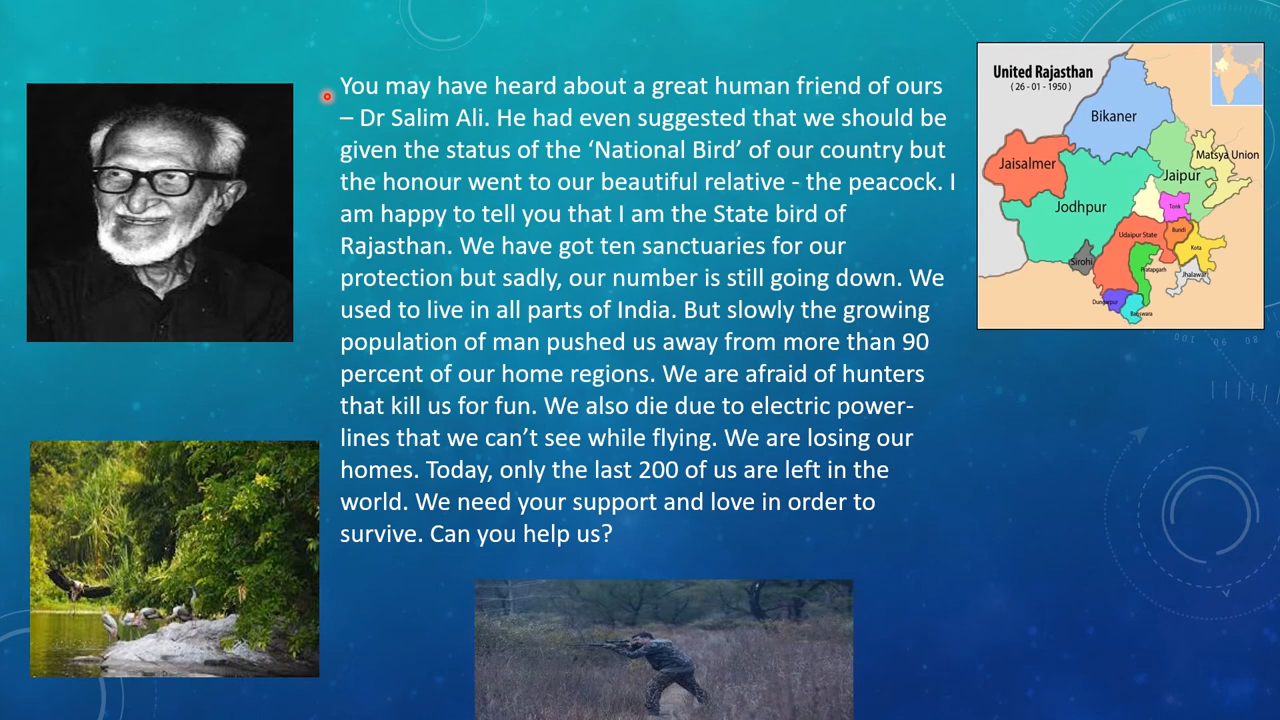 You may have heard about a great human friend of ours
– Dr Salim Ali. He had even suggested that we should be
given the status of the ‘National Bird’ of our country but
the honour went to our beautiful relative - the peacock. I
am happy to tell you that I am the State bird of
Rajasthan. We have got ten sanctuaries for our
protection but sadly, our number is still going down. We
used to live in all parts of India. But slowly the growing
population of man pushed us away from more than 90
percent of our home regions. We are afraid of hunters
that kill us for fun. We also die due to electric power-
lines that we can’t see while flying. We are losing our
homes. Today, only the last 200 of us are left in the
world. We need your support and love in order to
survive. Can you help us?
United Rajasthan
( 26 - 01 - 1950 )
Bikaner
Matsya Union
Jaisalmer
Jaipur
Jodhpur
Tonk
Udaipur State
Bundi
Kota
Sirohi
Pratapgarh
Jhalawar
Dungarpur
Banswara